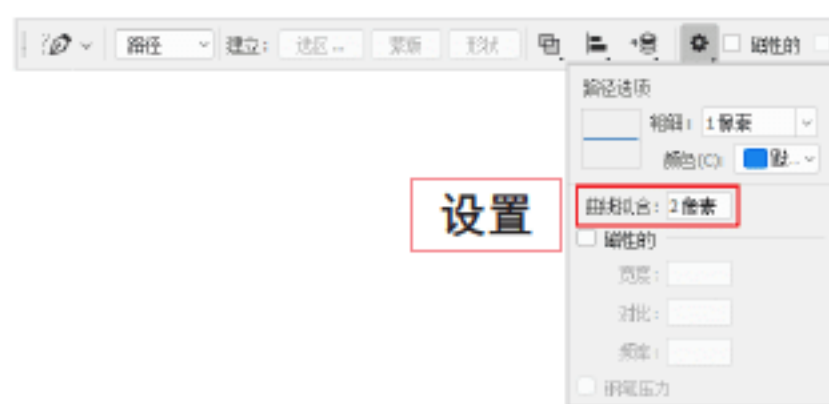 路径 建立： 选区... 蒙版 形状 磁性的
路径选项
粗细： 1像素
颜色(C): 默...
设置
曲线拟合： 2 像素
磁性的
宽度：
对比：
频率：
钢笔压力